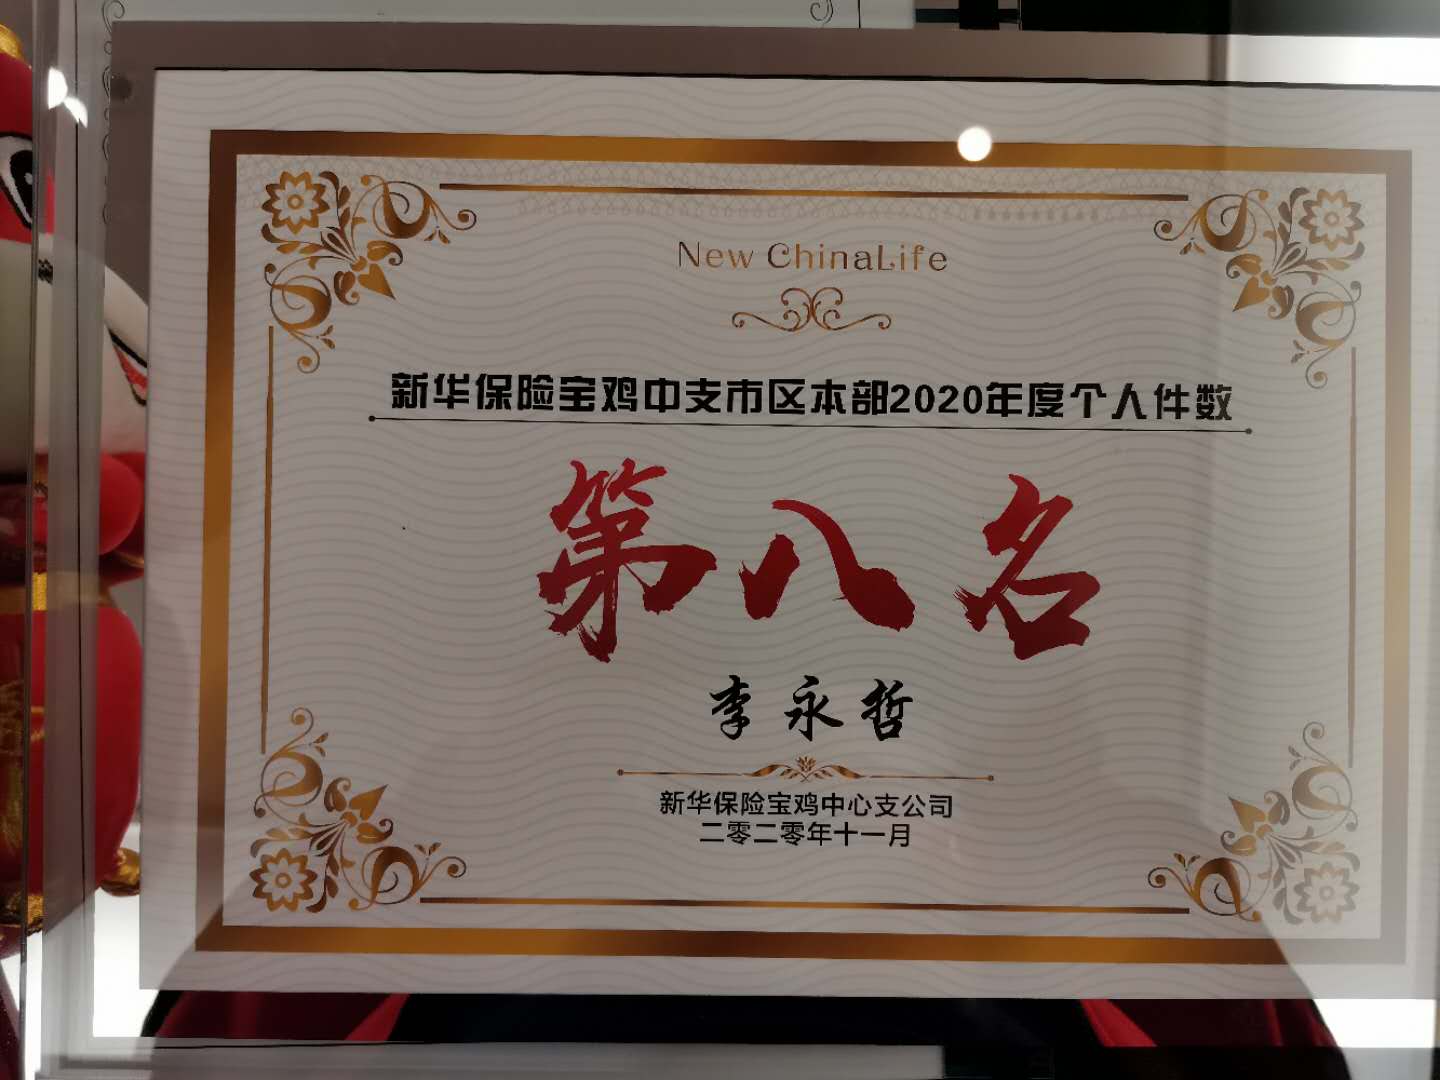 New ChinaLife
新华保险宝鸡中支市区本部2020年度个人件数
第八名
李永哲
新华保险宝鸡中心支公司
二零二零年十一月